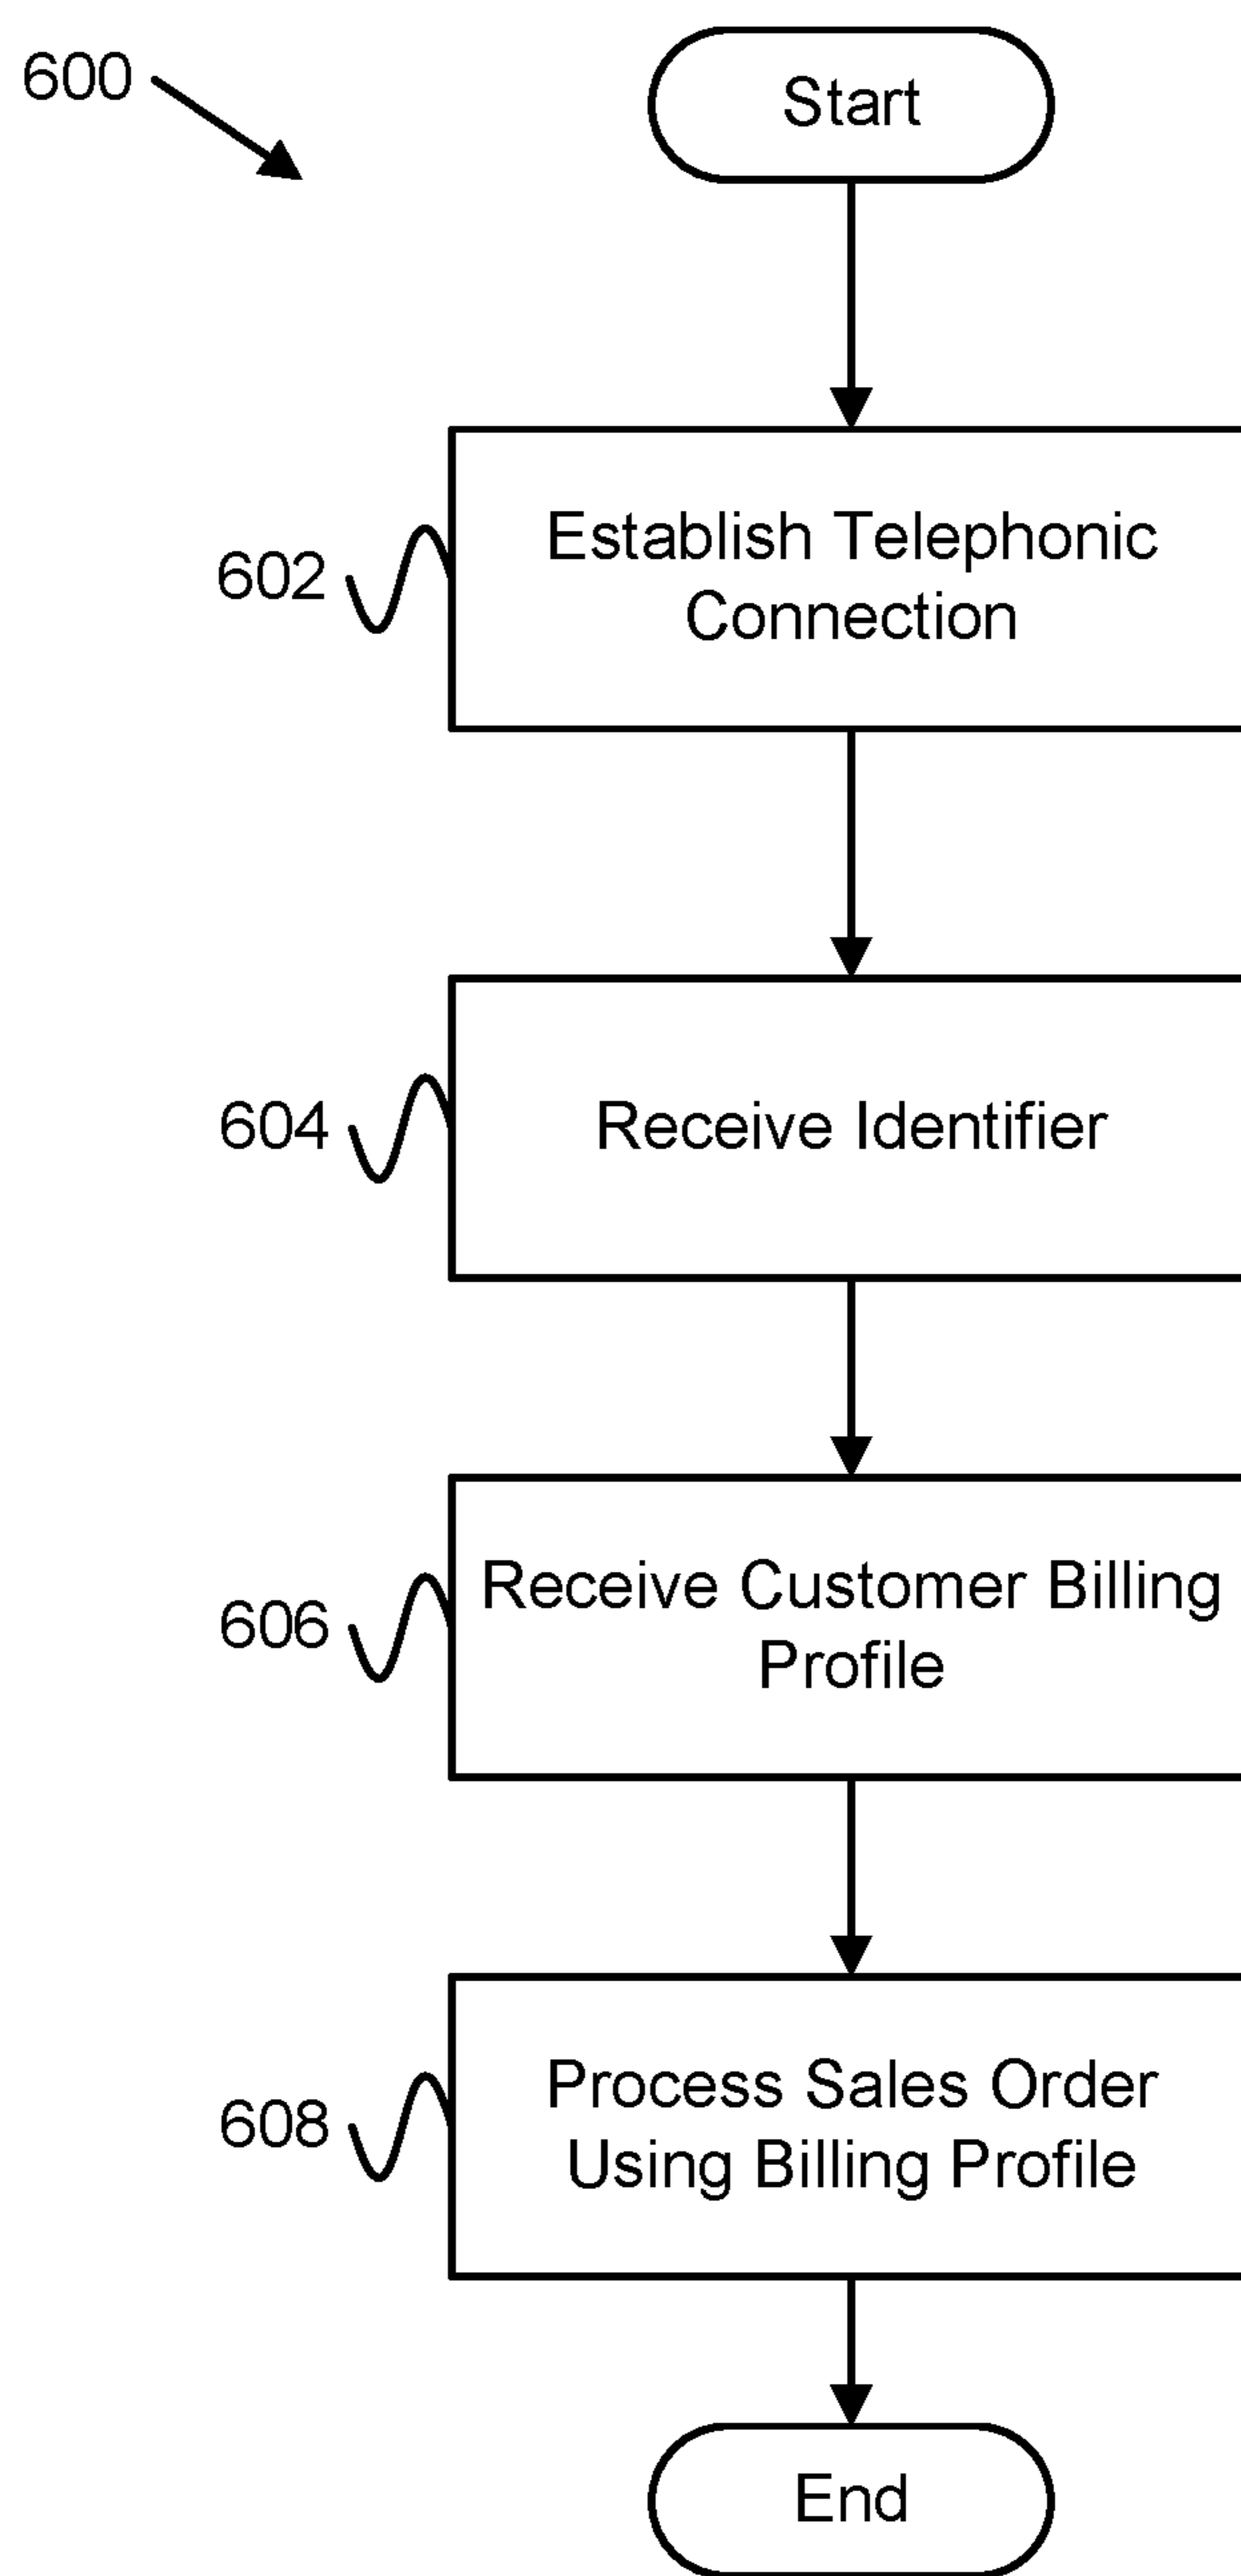 600
Start
602
Establish Telephonic
Connection
604
Receive Identifier
606
Receive Customer Billing
Profile
608
Process Sales Order
Using Billing Profile
End